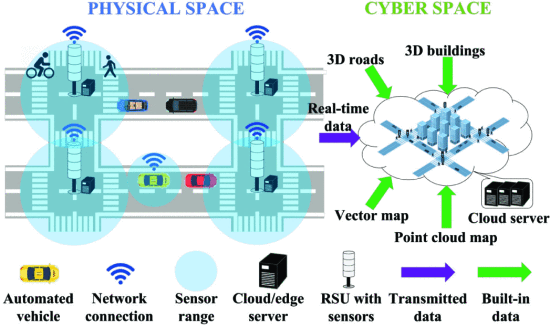 PHYSICAL SPACE
CYBER SPACE
3D buildings
3D roads
Real-time
data
Vector map
Point cloud map
Cloud server
Automated
vehicle
Network
connection
Sensor
range
Cloud/edge
server
RSU with
sensors
Transmitted
data
Built-in
data